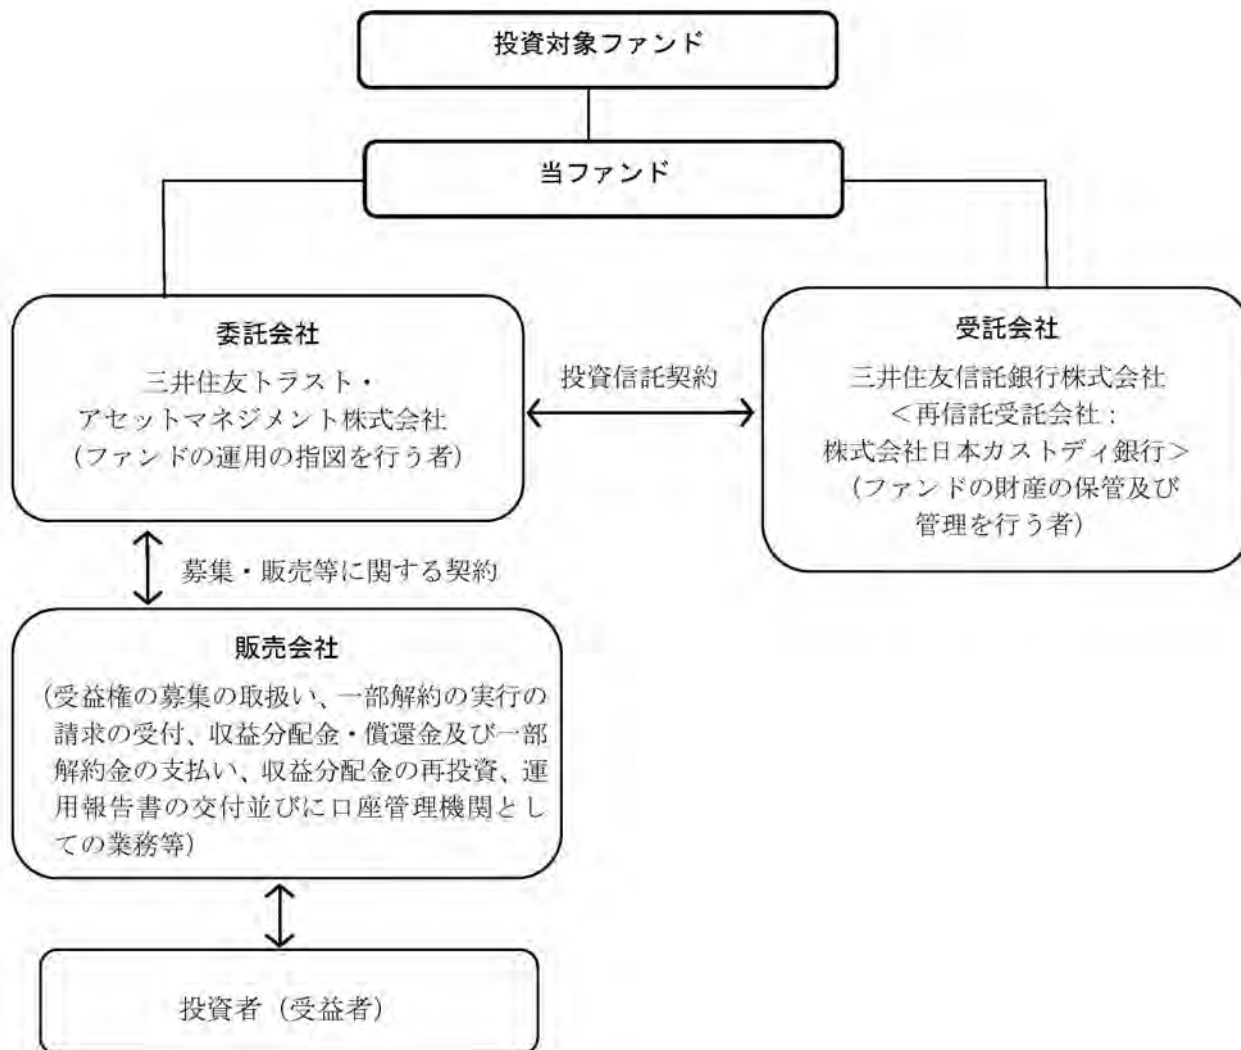 投資対象ファンド
当ファンド
委託会社
三井住友トラスト・
アセットマネジメント株式会社
（ファンドの運用の指図を行う者）
投資信託契約
受託会社
三井住友信託銀行株式会社
＜再信託受託会社：
株式会社日本カストディ銀行＞
（ファンドの財産の保管及び
管理を行う者）
募集・販売等に関する契約
販売会社
（受益権の募集の取扱い、一部解約の実行の
請求の受付、収益分配金・償還金及び一部
解約金の支払い、収益分配金の再投資、運
用報告書の交付並びに口座管理機関とし
ての業務等）
投資者（受益者）